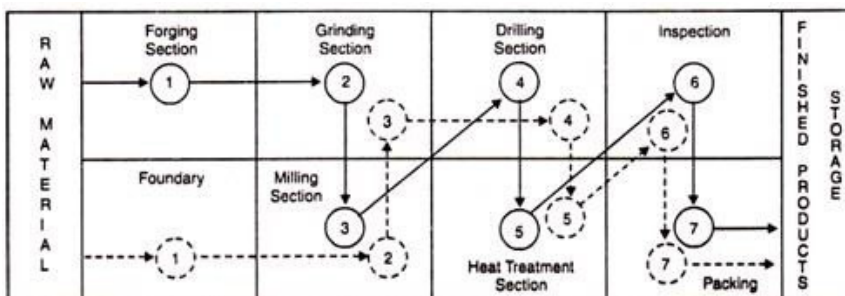 RAW MATERIAL
Forging
Section
1
Grinding
Section
2
3
Drilling
Section
4
4
Inspection
6
6
Foundary
1
Milling
Section
3
2
5
5
Heat Treatment
Section
7
7
Packing
FINISHED PRODUCTS
STORAGE